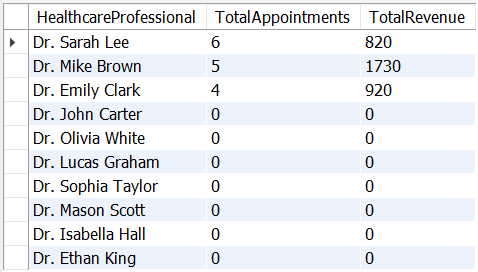 HealthcareProfessional TotalAppointments TotalRevenue
Dr. Sarah Lee 6 820
Dr. Mike Brown 5 1730
Dr. Emily Clark 4 920
Dr. John Carter 0 0
Dr. Olivia White 0 0
Dr. Lucas Graham 0 0
Dr. Sophia Taylor 0 0
Dr. Mason Scott 0 0
Dr. Isabella Hall 0 0
Dr. Ethan King 0 0